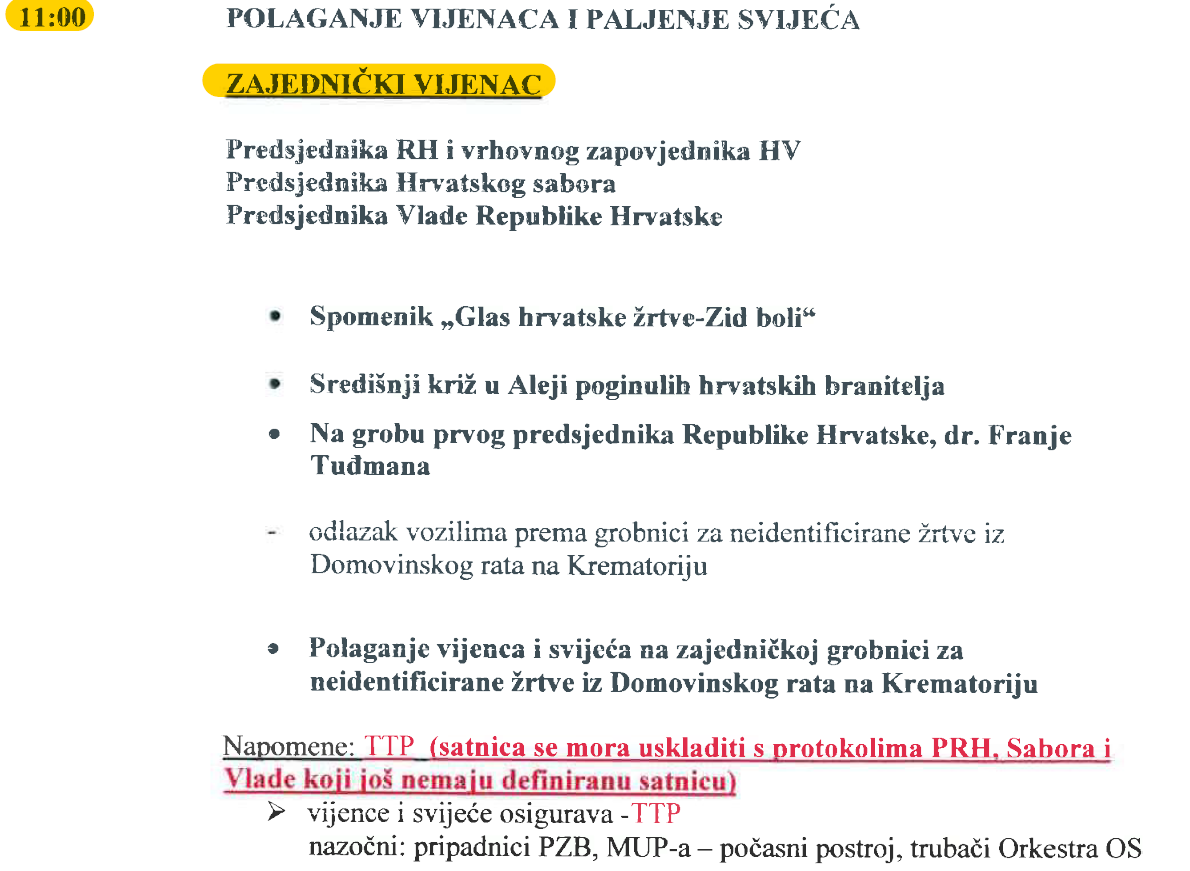 11:00 POLAGANJE VIJENACA I PALJENJE SVIJEĆA
ZAJEDNIČKI VIJENAC
Predsjednika RH i vrhovnog zapovjednika HV
Predsjednika Hrvatskog sabora
Predsjednika Vlade Republike Hrvatske
• Spomenik „Glas hrvatske žrtve-Zid boli“
• Središnji križ u Aleji poginulih hrvatskih branitelja
• Na grobu prvog predsjednika Republike Hrvatske, dr. Franje
Tuđmana
- odlazak vozilima prema grobnici za neidentificirane žrtve iz
Domovinskog rata na Krematoriju
• Polaganje vijenca i svijeća na zajedničkoj grobnici za
neidentificirane žrtve iz Domovinskog rata na Krematoriju
Napomene: TTP (satnica se mora uskladiti s protokolima PRH, Sabora i
Vlade koji još nemaju definiranu satnicu)
➢ vijence i svijeće osigurava -TTP
nazočni: pripadnici PZB, MUP-a – počasni postroj, trubači Orkestra OS